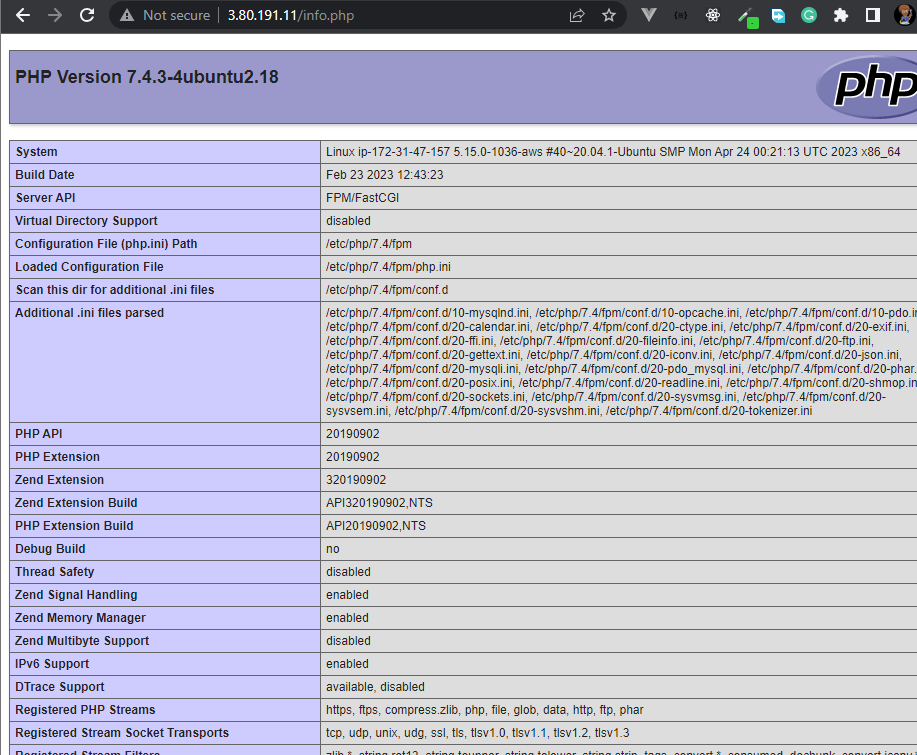 Not secure 3.80.191.11/info.php
PHP Version 7.4.3-4ubuntu2.18
php
System Linux ip-172-31-47-157 5.15.0-1036-aws #40~20.04.1-Ubuntu SMP Mon Apr 24 00:21:13 UTC 2023 x86_64
Build Date Feb 23 2023 12:43:23
Server API FPM/FastCGI
Virtual Directory Support disabled
Configuration File (php.ini) Path /etc/php/7.4/fpm
Loaded Configuration File /etc/php/7.4/fpm/php.ini
Scan this dir for additional .ini files /etc/php/7.4/fpm/conf.d
Additional .ini files parsed /etc/php/7.4/fpm/conf.d/10-mysqlnd.ini, /etc/php/7.4/fpm/conf.d/10-opcache.ini, /etc/php/7.4/fpm/conf.d/10-pdo.in
/etc/php/7.4/fpm/conf.d/20-calendar.ini, /etc/php/7.4/fpm/conf.d/20-ctype.ini, /etc/php/7.4/fpm/conf.d/20-exif.ini,
/etc/php/7.4/fpm/conf.d/20-ffi.ini, /etc/php/7.4/fpm/conf.d/20-fileinfo.ini, /etc/php/7.4/fpm/conf.d/20-ftp.ini,
/etc/php/7.4/fpm/conf.d/20-gettext.ini, /etc/php/7.4/fpm/conf.d/20-iconv.ini, /etc/php/7.4/fpm/conf.d/20-json.ini,
/etc/php/7.4/fpm/conf.d/20-mysqli.ini, /etc/php/7.4/fpm/conf.d/20-pdo_mysql.ini, /etc/php/7.4/fpm/conf.d/20-phar.
/etc/php/7.4/fpm/conf.d/20-posix.ini, /etc/php/7.4/fpm/conf.d/20-readline.ini, /etc/php/7.4/fpm/conf.d/20-shmop.in
/etc/php/7.4/fpm/conf.d/20-sockets.ini, /etc/php/7.4/fpm/conf.d/20-sysvmsg.ini, /etc/php/7.4/fpm/conf.d/20-
sysvsem.ini, /etc/php/7.4/fpm/conf.d/20-sysvshm.ini, /etc/php/7.4/fpm/conf.d/20-tokenizer.ini
PHP API 20190902
PHP Extension 20190902
Zend Extension 320190902
Zend Extension Build API320190902,NTS
PHP Extension Build API20190902,NTS
Debug Build no
Thread Safety disabled
Zend Signal Handling enabled
Zend Memory Manager enabled
Zend Multibyte Support disabled
IPv6 Support enabled
DTrace Support available, disabled
Registered PHP Streams https, ftps, compress.zlib, php, file, glob, data, http, ftp, phar
Registered Stream Socket Transports tcp, udp, unix, udg, ssl, tls, tlsv1.0, tlsv1.1, tlsv1.2, tlsv1.3
Registered Stream Filters zlib.*, string.rot13, string.toupper, string.tolower, string.strip_tags, convert.*, consumed, dechunk, convert.iconv.*